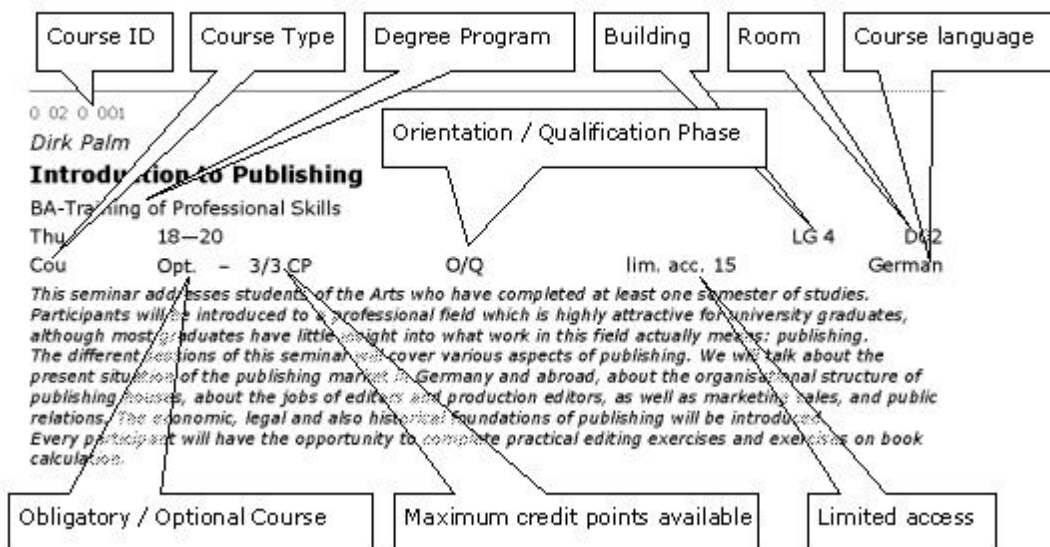 Course ID
Course Type
Degree Program
Building
Room
Course language
0 02 0 001
Dirk Palm
Orientation / Qualification Phase
Introduction to Publishing
BA-Training of Professional Skills
Thu 18—20 LG 4 D02
Cou Opt. – 3/3 CP O/Q lim. acc. 15 German
This seminar addresses students of the Arts who have completed at least one semester of studies.
Participants will be introduced to a professional field which is highly attractive for university graduates,
although most graduates have little insight into what work in this field actually means: publishing.
The different sessions of this seminar will cover various aspects of publishing. We will talk about the
present situation of the publishing market in Germany and abroad, about the organisational structure of
publishing houses, about the jobs of editors and production editors, as well as marketing, sales, and public
relations. The economic, legal and also historical foundations of publishing will be introduced.
Every participant will have the opportunity to complete practical editing exercises and exercises on book
calculation.
Obligatory / Optional Course
Maximum credit points available
Limited access